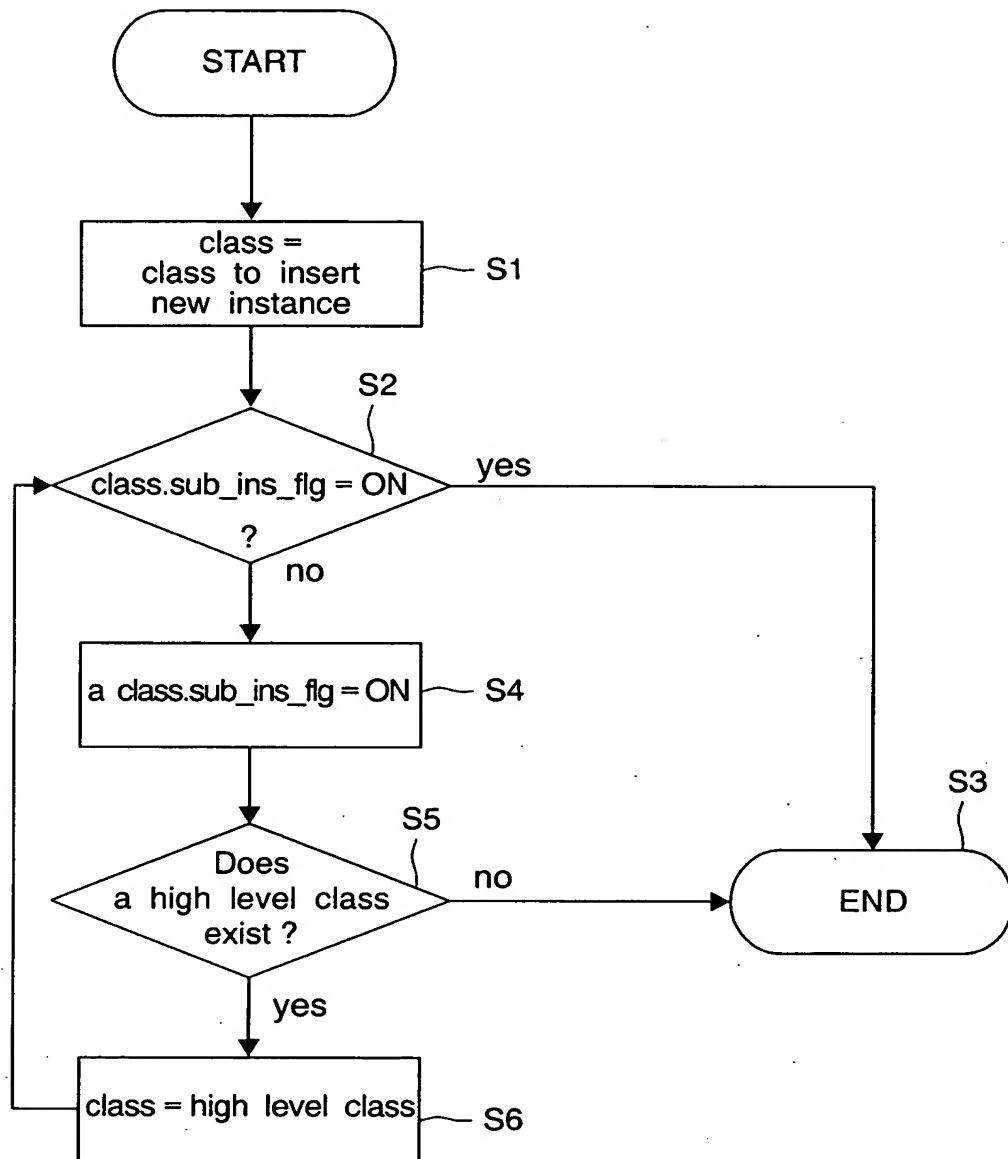 START
class =
class to insert
new instance
S1
S2
class.sub_ins_flg = ON
?
yes
no
a class.sub_ins_flg = ON
S4
S5
Does
a high level class
exist ?
no
S3
END
yes
class = high level class
S6